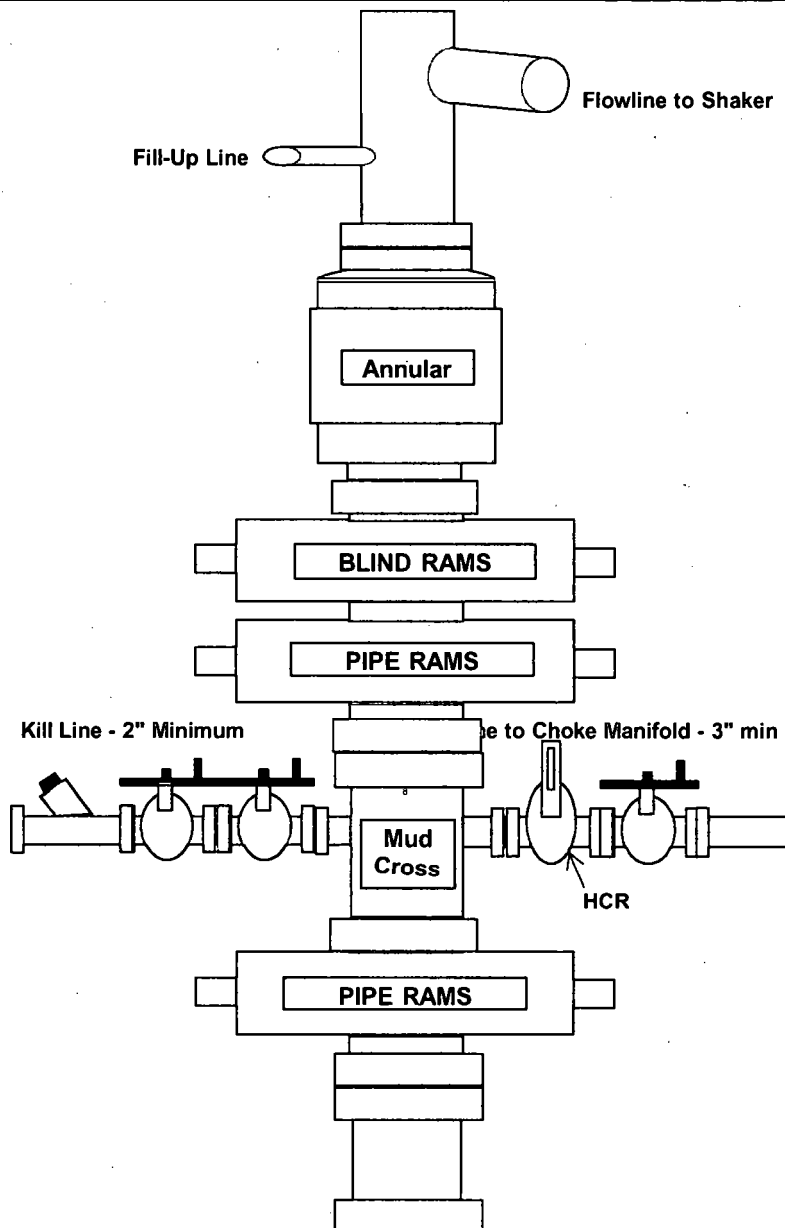 Flowline to Shaker
Fill-Up Line
Annular
BLIND RAMS
PIPE RAMS
Kill Line - 2" Minimum
to Choke Manifold - 3" min
Mud
Cross
HCR
PIPE RAMS